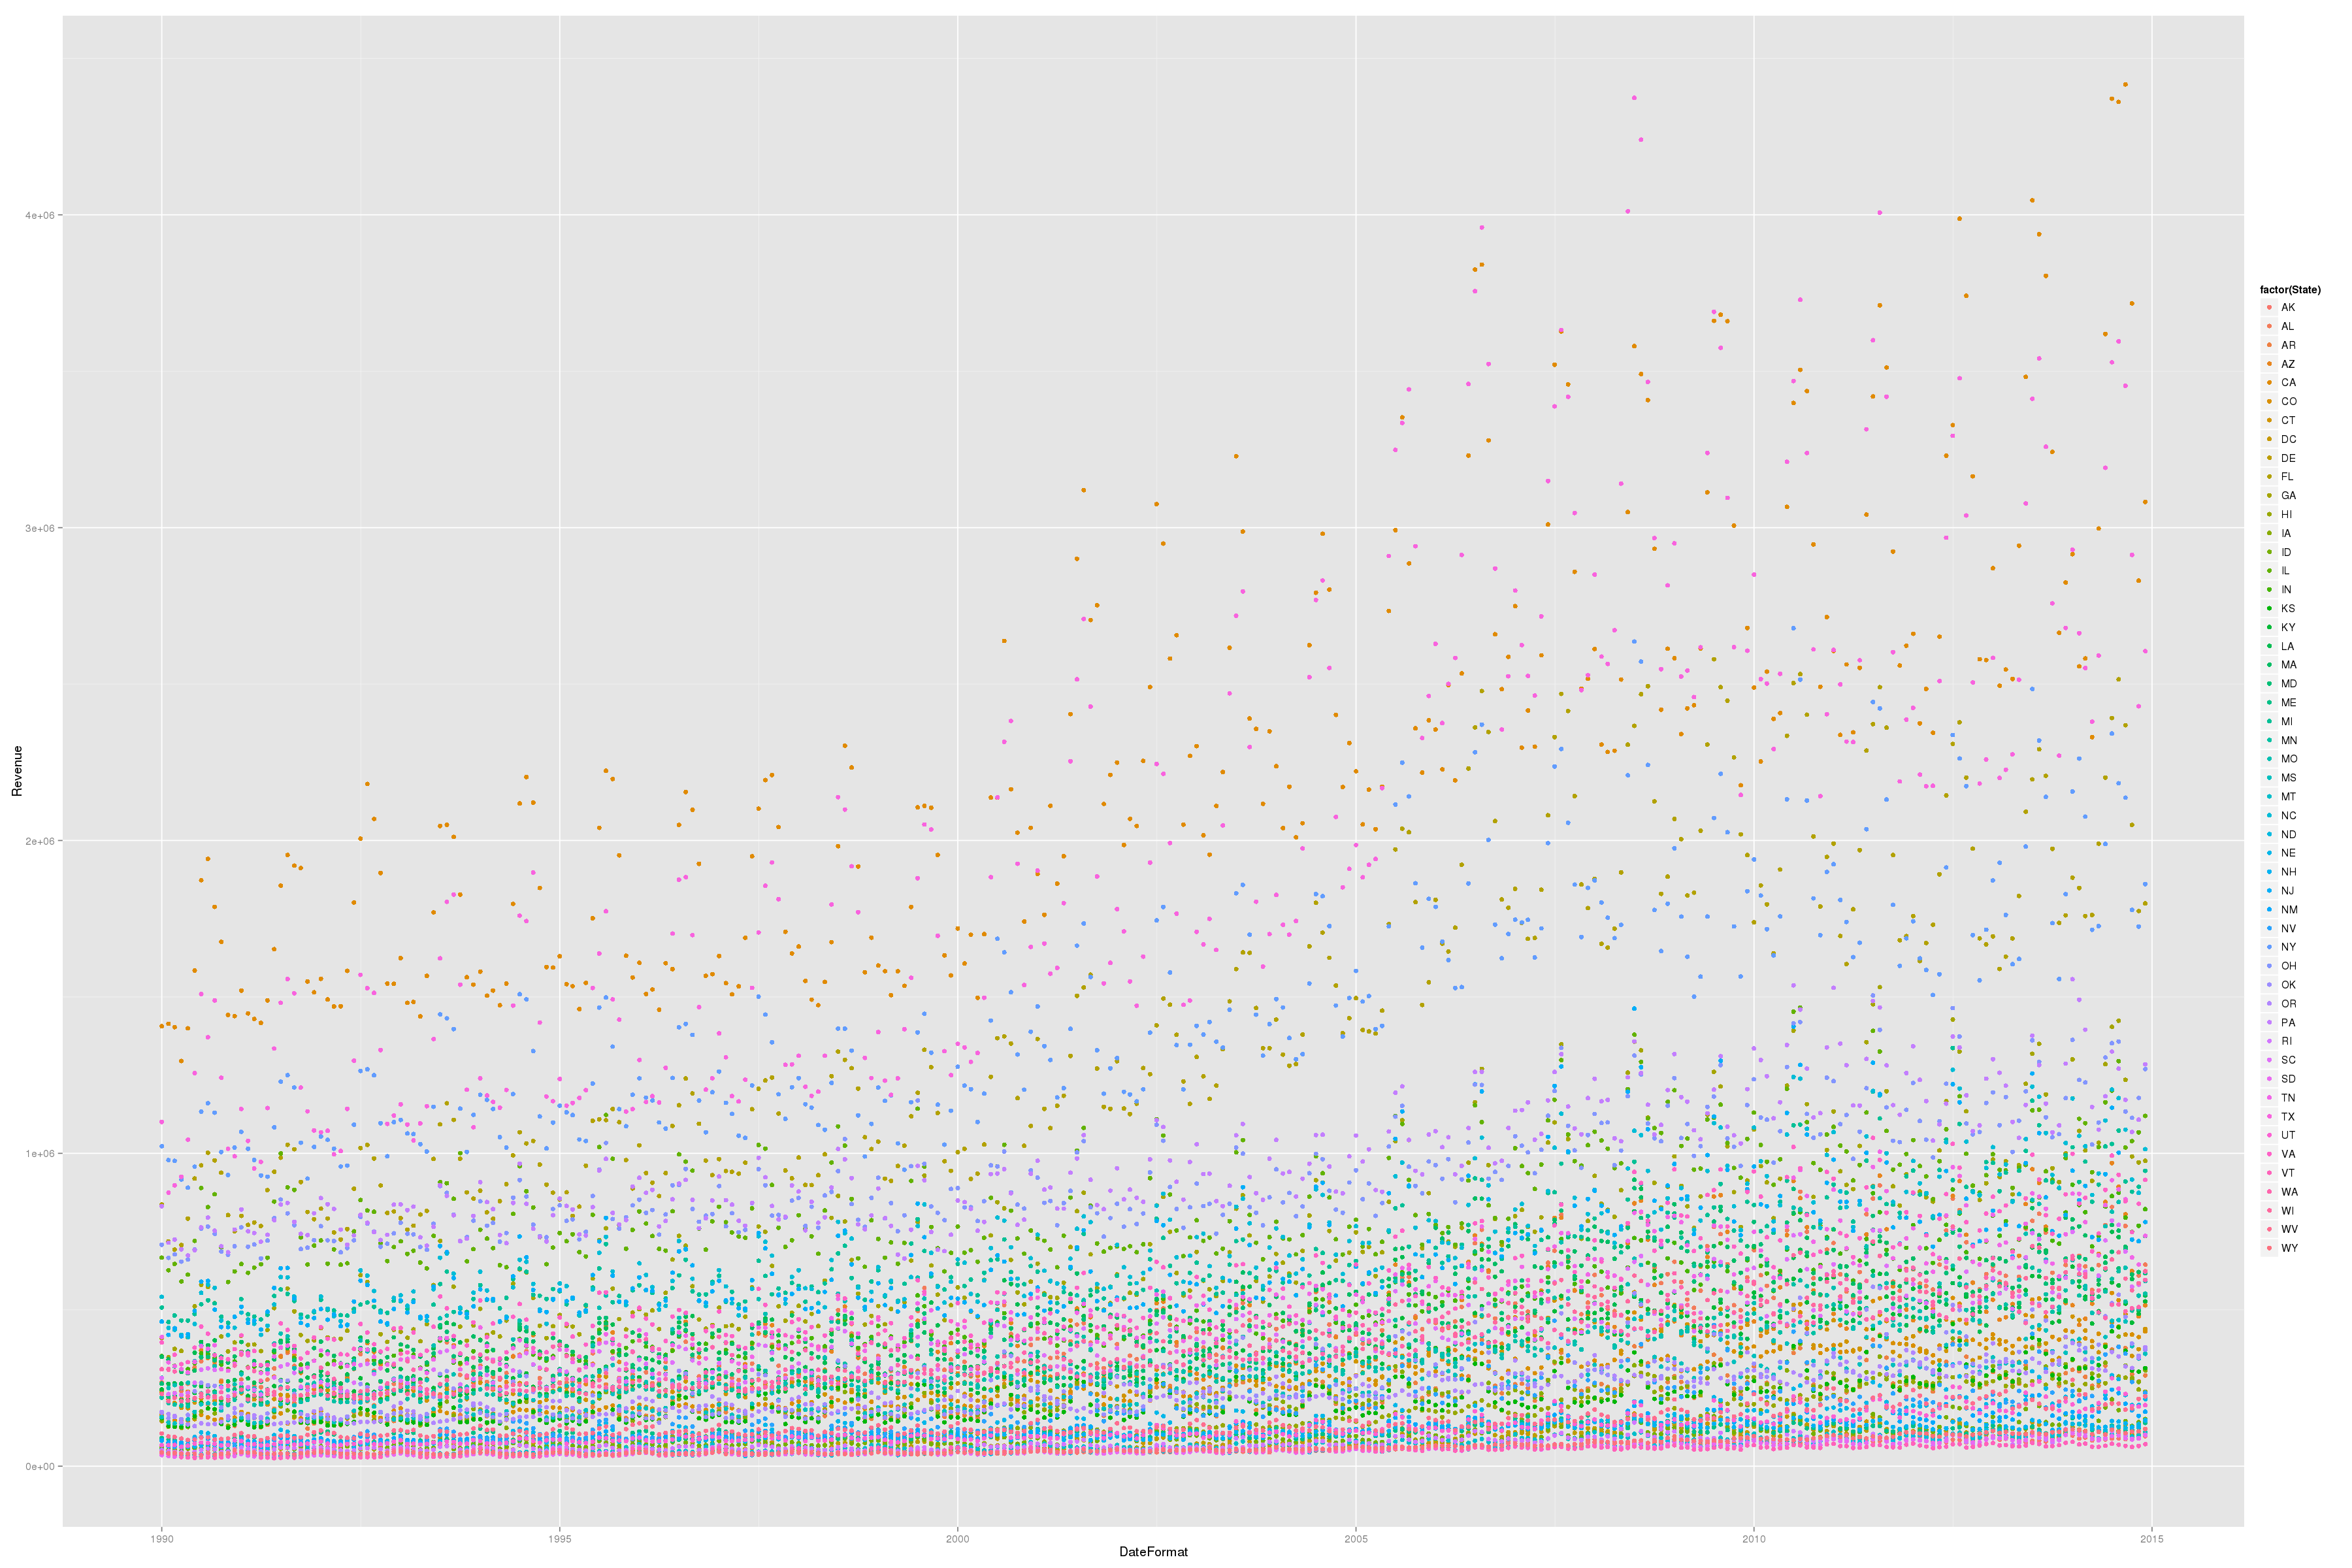 4e+06
3e+06
2e+06
1e+06
0e+00
Revenue
1990
1995
2000
2005
2010
2015
DateFormat
factor(State)
AK
AL
AR
AZ
CA
CO
CT
DC
DE
FL
GA
HI
IA
ID
IL
IN
KS
KY
LA
MA
MD
ME
MI
MN
MO
MS
MT
NC
ND
NE
NH
NJ
NM
NV
NY
OH
OK
OR
PA
RI
SC
SD
TN
TX
UT
VA
VT
WA
WI
WV
WY